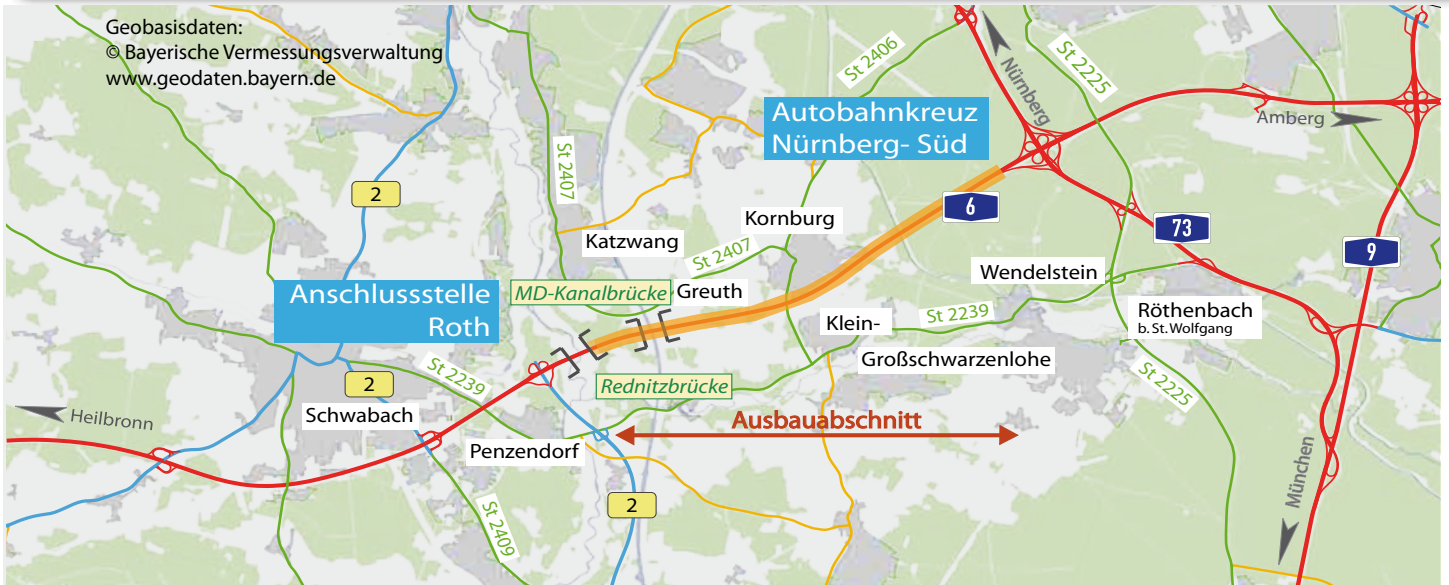 Geobasisdaten:
© Bayerische Vermessungsverwaltung
www.geodaten.bayern.de
St 2406
Nürnberg
St 2225
Autobahnkreuz
Nürnberg- Süd
Amberg
2
St 2407
6
Kornburg
73
Katzwang
St 2407
9
Wendelstein
Anschlussstelle
Roth
MD-Kanalbrücke
Greuth
Klein-
St 2239
Röthenbach
b. St. Wolfgang
Großschwarzenlohe
St 2239
2
Rednitzbrücke
St 2225
Heilbronn
Schwabach
Ausbauabschnitt
Penzendorf
München
2
St 2409